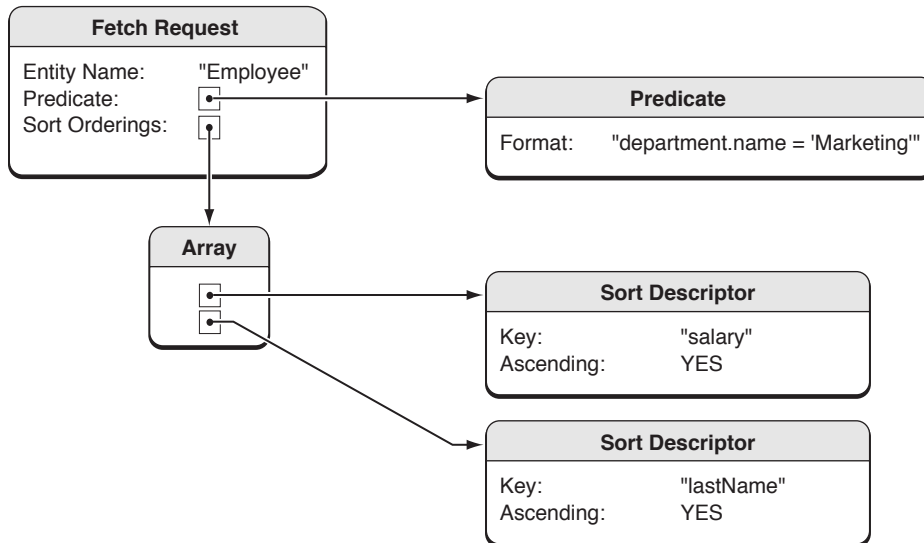 Fetch Request
Entity Name: "Employee"
Predicate:
Sort Orderings:
Predicate
Format: "department.name = 'Marketing'"
Array
Sort Descriptor
Key: "salary"
Ascending: YES
Sort Descriptor
Key: "lastName"
Ascending: YES